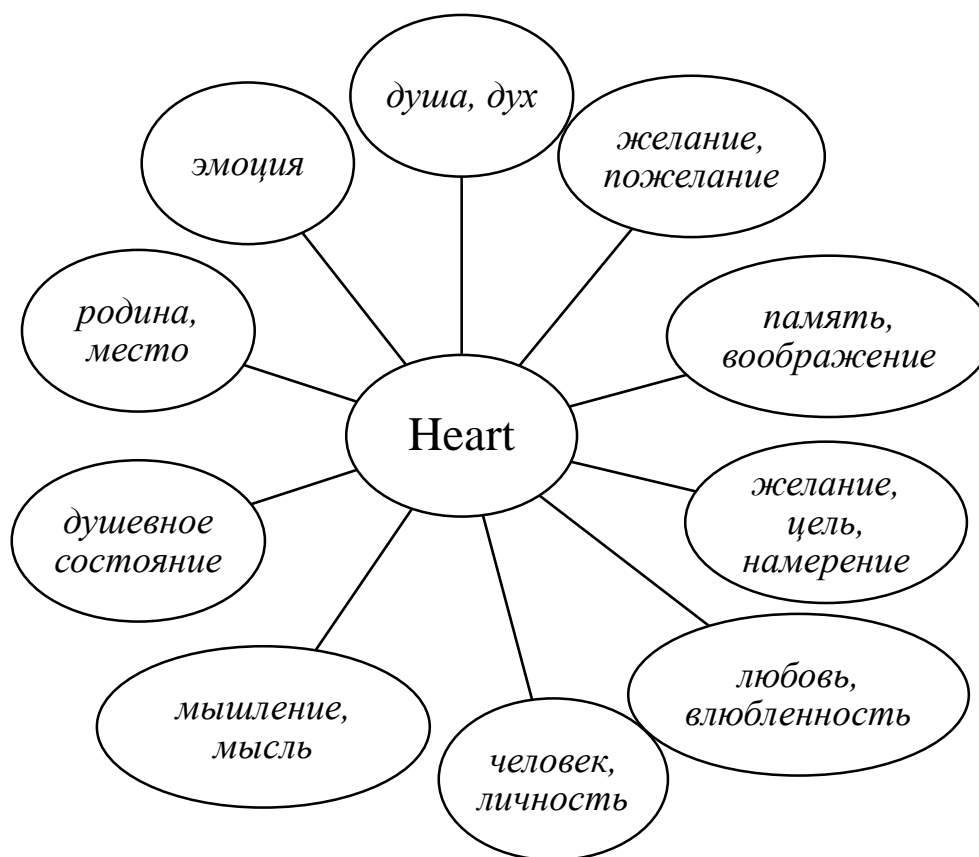 душа, дух
желание,
пожелание
эмоция
родина,
место
память,
воображение
Heart
желание,
цель,
намерение
душевное
состояние
любовь,
влюбленность
мышление,
мысль
человек,
личность